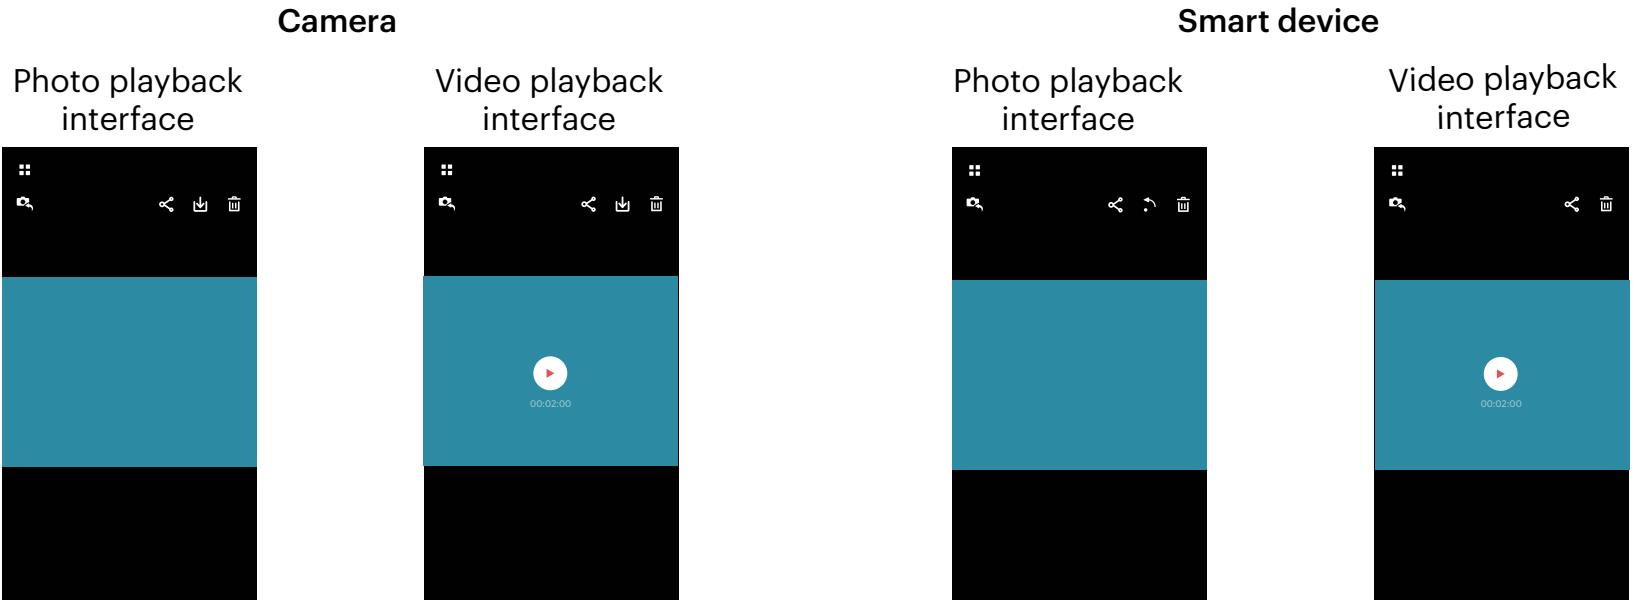 Camera
Smart device
Photo playback
interface
Video playback
interface
Photo playback
interface
Video playback
interface
00:02:00
00:02:00